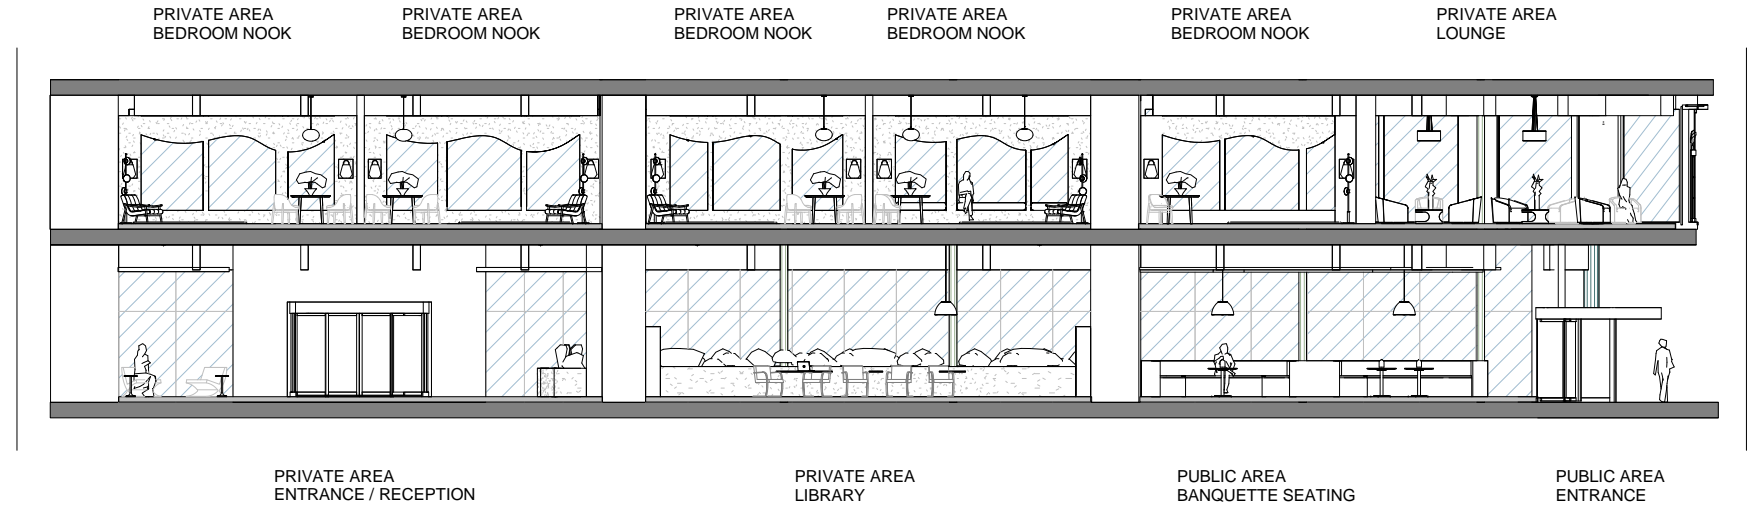 PRIVATE AREA
BEDROOM NOOK
PRIVATE AREA
BEDROOM NOOK
PRIVATE AREA
BEDROOM NOOK
PRIVATE AREA
BEDROOM NOOK
PRIVATE AREA
BEDROOM NOOK
PRIVATE AREA
LOUNGE
PRIVATE AREA
ENTRANCE / RECEPTION
PRIVATE AREA
LIBRARY
PUBLIC AREA
BANQUETTE SEATING
PUBLIC AREA
ENTRANCE